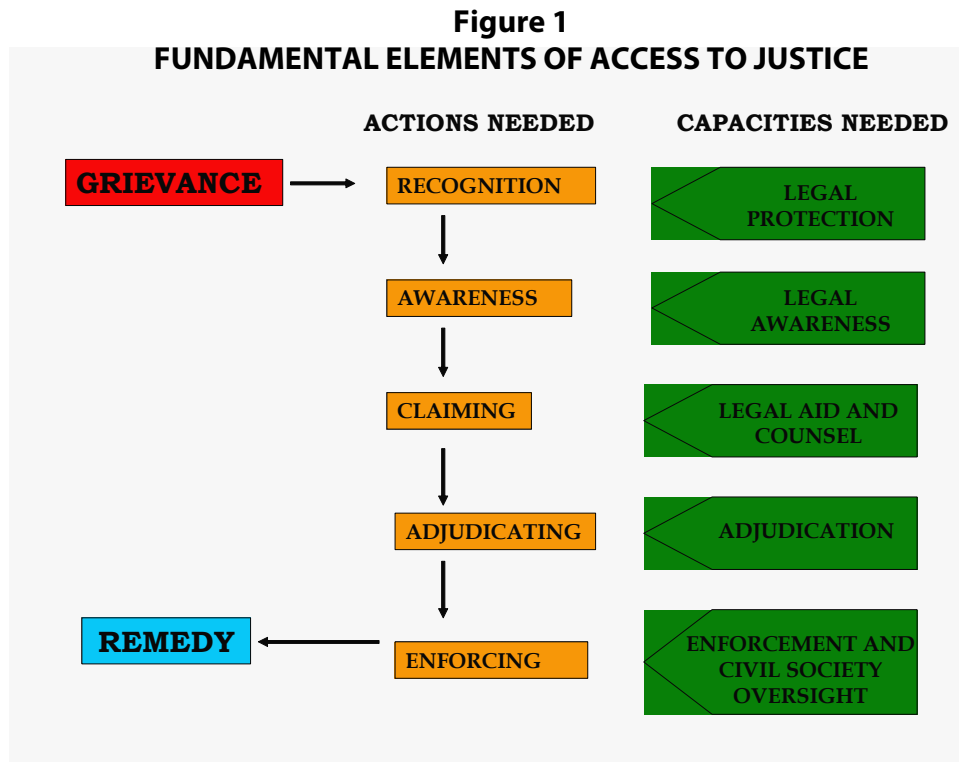 Figure 1
FUNDAMENTAL ELEMENTS OF ACCESS TO JUSTICE
ACTIONS NEEDED
CAPACITIES NEEDED
GRIEVANCE
RECOGNITION
LEGAL
PROTECTION
AWARENESS
LEGAL
AWARENESS
CLAIMING
LEGAL AID AND
COUNSEL
ADJUDICATING
ADJUDICATION
REMEDY
ENFORCING
ENFORCEMENT AND
CIVIL SOCIETY
OVERSIGHT